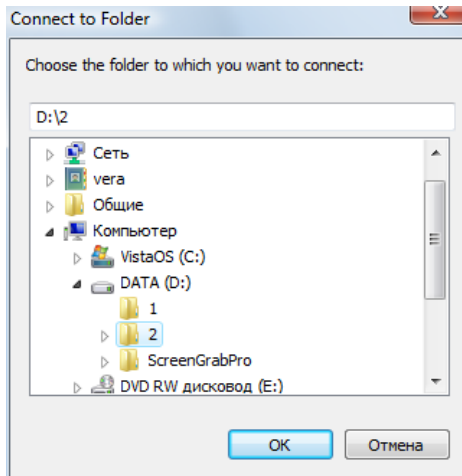 Connect to Folder
Choose the folder to which you want to connect:
D:\2
Сеть
vera
Общие
Компьютер
VistaOS (C:)
DATA (D:)
1
2
ScreenGrabPro
DVD RW дисковод (E:)
OK
Отмена